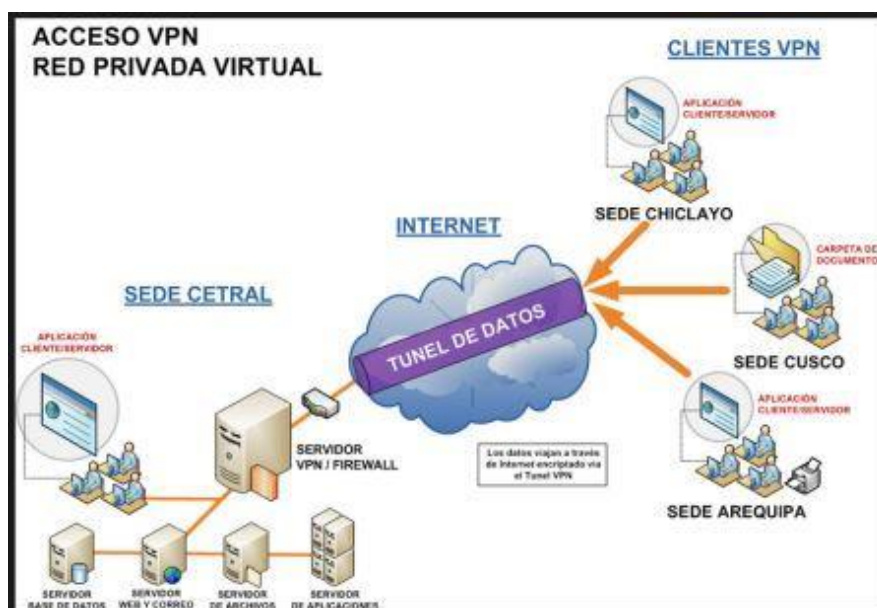 ACCESO VPN
RED PRIVADA VIRTUAL
CLIENTES VPN
APLICACIÓN
CLIENTE/SERVIDOR
SEDE CHICLAYO
INTERNET
CARPETA DE
DOCUMENTO
SEDE CETRAL
TUNEL DE DATOS
APLICACIÓN
CLIENTE/SERVIDOR
SEDE CUSCO
APLICACIÓN
CLIENTE/SERVIDOR
SERVIDOR
VPN / FIREWALL
Los datos viajan a través
de Internet encriptado via
el Tunel VPN
SEDE AREQUIPA
SERVIDOR
BASE DE DATOS
SERVIDOR
WEB Y CORREO
SERVIDOR
DE ARCHIVOS
SERVIDOR
DE APLICACIONES